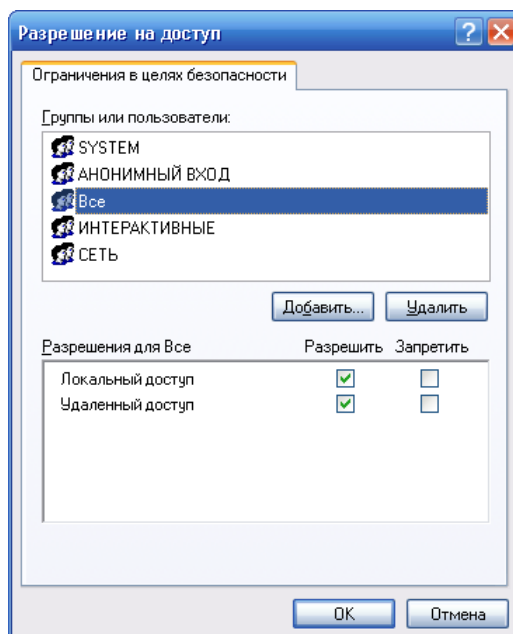 Разрешение на доступ
Ограничения в целях безопасности
Группы или пользователи:
SYSTEM
АНОНИМНЫЙ ВХОД
Все
ИНТЕРАКТИВНЫЕ
СЕТЬ
Добавить... Удалить
Разрешения для Все Разрешить Запретить
Локальный доступ
Удаленный доступ
OK Отмена